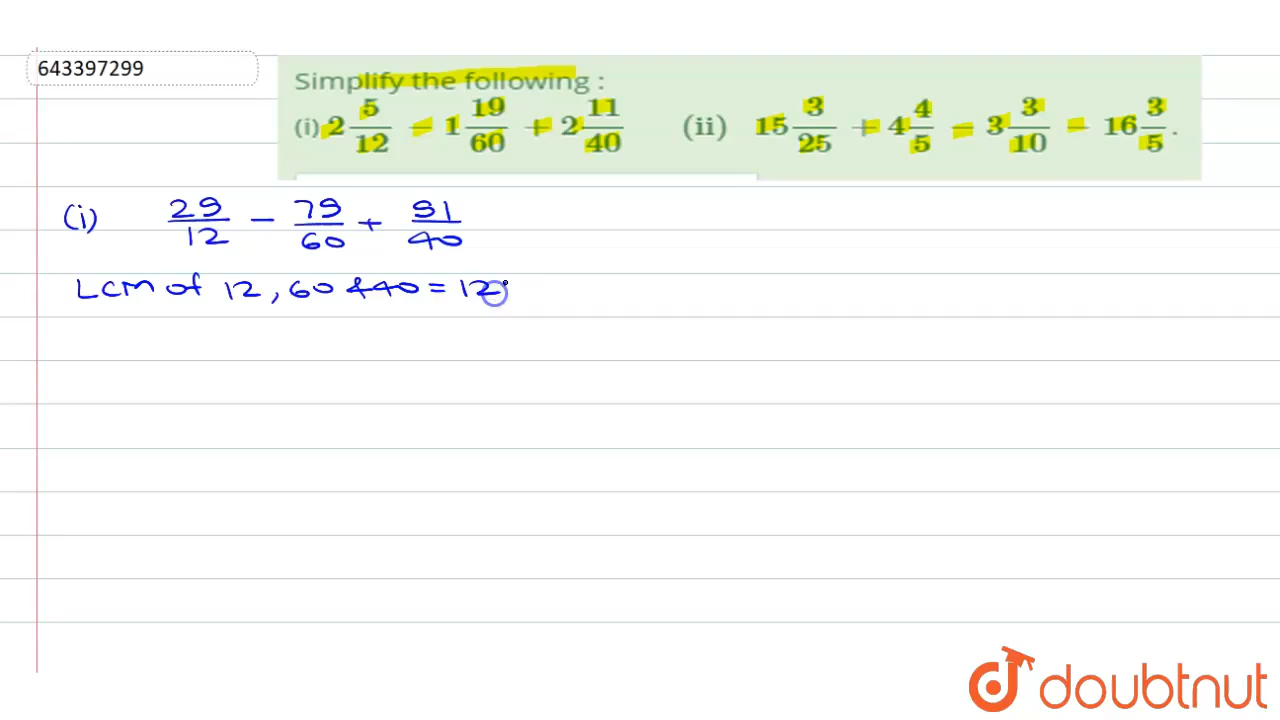 643397299
Simplify the following :
(i) 2 5/12 − 1 19/60 + 2 11/40 (ii) 15 3/25 + 4 4/5 − 3 3/10 − 16 3/5 .
(i) 29/12 − 79/60 + 91/40
LCM of 12, 60 & 40 = 12
doubtnut